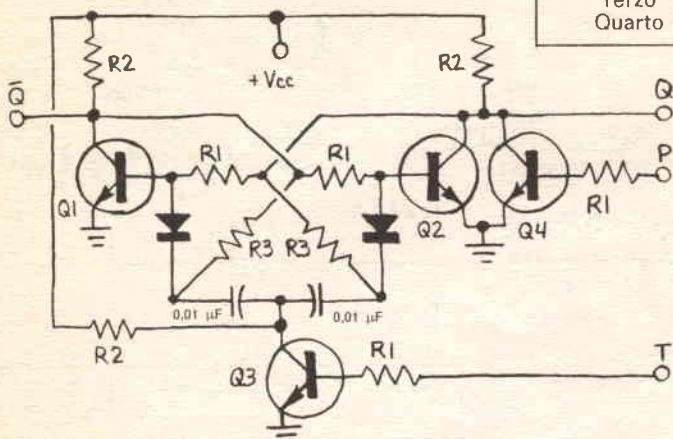 Terzo
Quarto
R2
+ Vcc
R2
Q̄
Q
R1
R1
P
Q1
Q2
Q4
R1
R3
R3
0,01 µF
0,01 µF
R2
Q3
R1
T